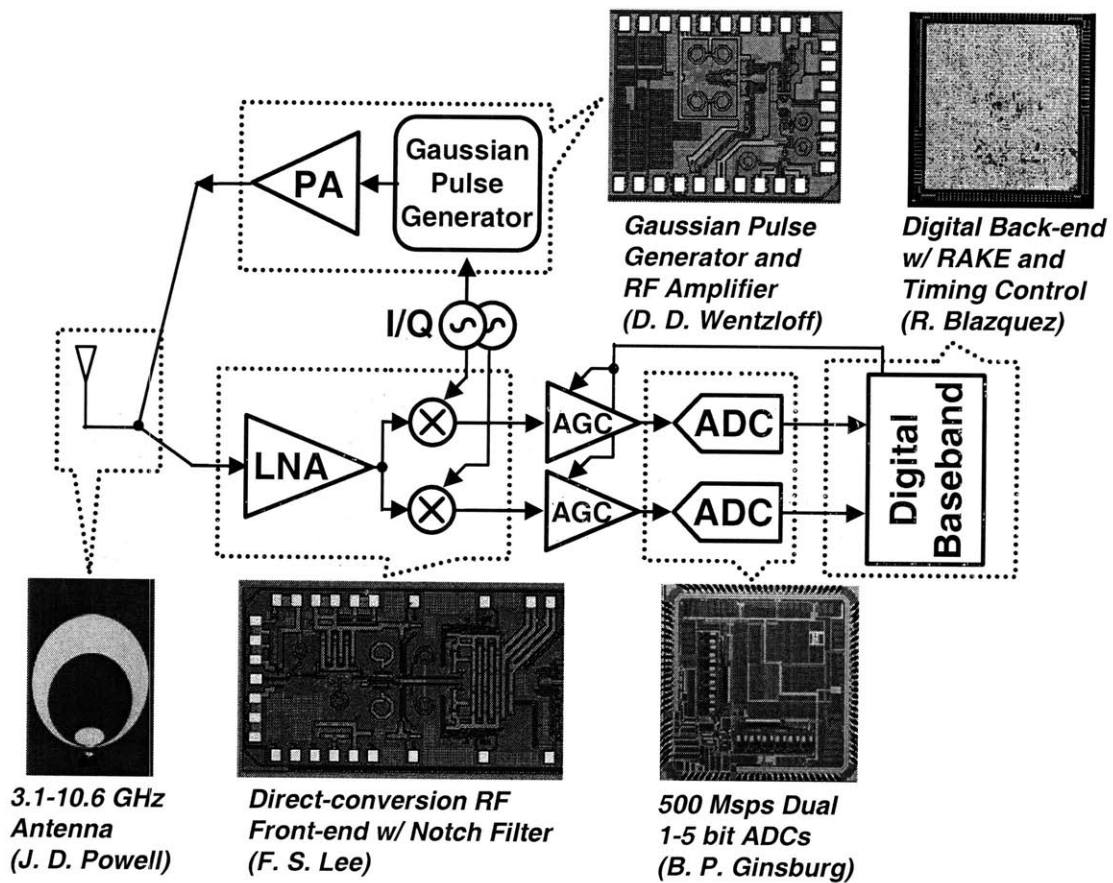 PA
Gaussian
Pulse
Generator
Gaussian Pulse
Generator and
RF Amplifier
(D. D. Wentzloff)
Digital Back-end
w/ RAKE and
Timing Control
(R. Blazquez)
I/Q
LNA
AGC
ADC
AGC
ADC
Digital
Baseband
3.1-10.6 GHz
Antenna
(J. D. Powell)
Direct-conversion RF
Front-end w/ Notch Filter
(F. S. Lee)
500 Msps Dual
1-5 bit ADCs
(B. P. Ginsburg)